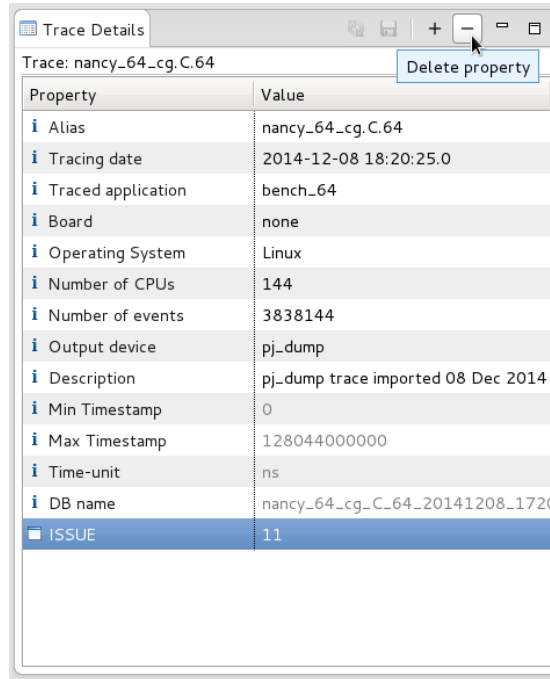 Trace Details
Trace: nancy_64_cg.C.64
Delete property
Property Value
Alias nancy_64_cg.C.64
Tracing date 2014-12-08 18:20:25.0
Traced application bench_64
Board none
Operating System Linux
Number of CPUs 144
Number of events 3838144
Output device pj_dump
Description pj_dump trace imported 08 Dec 2014
Min Timestamp 0
Max Timestamp 128044000000
Time-unit ns
DB name nancy_64_cg_C_64_20141208_1720
ISSUE 11